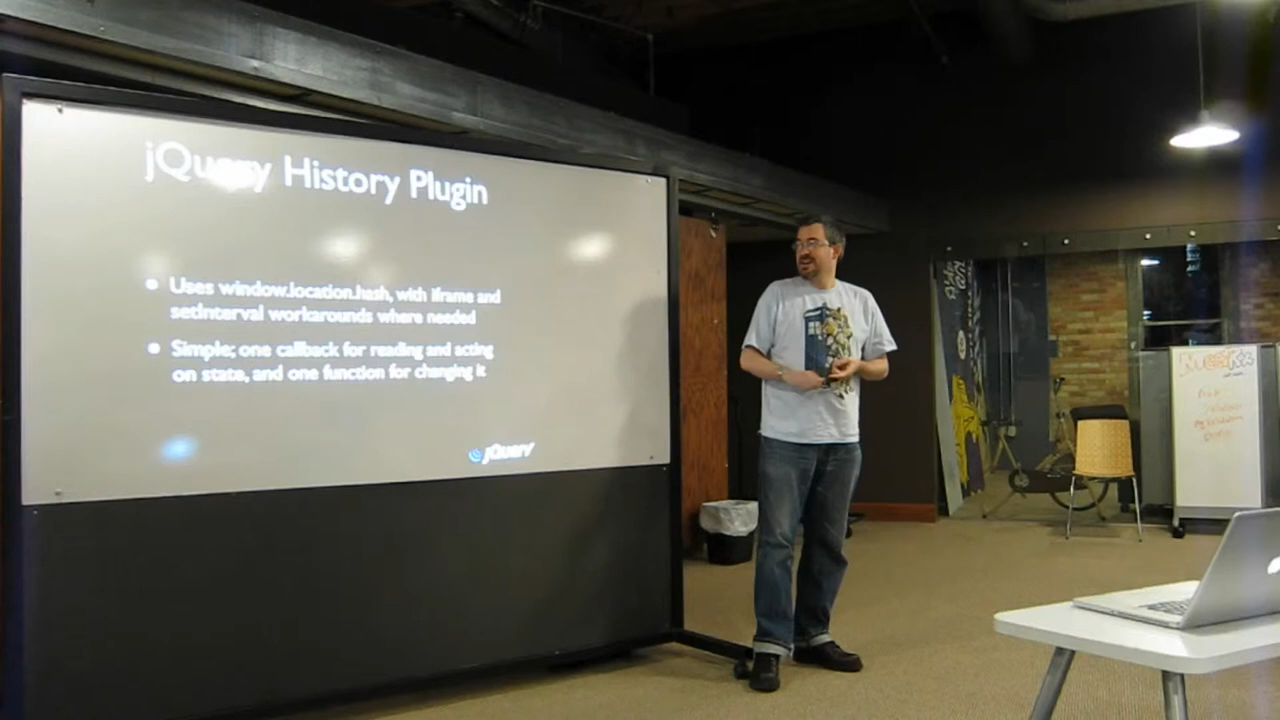 jQuery History Plugin
• Uses window.location.hash, with iframe and
setInterval workarounds where needed
• Simple; one callback for reading and acting
on state, and one function for changing it
jQuery